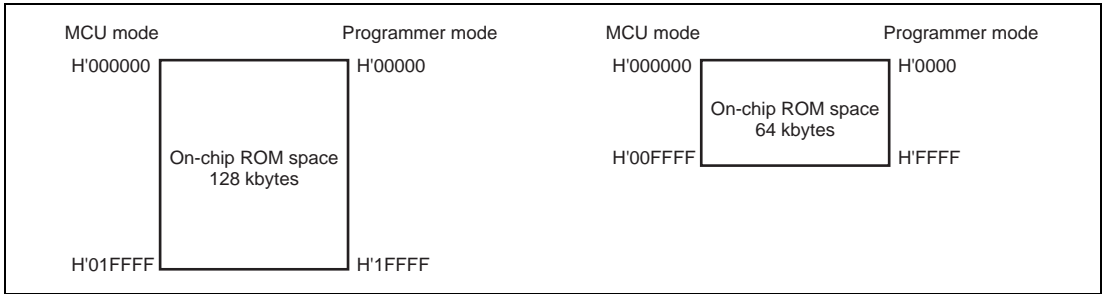 MCU mode
Programmer mode
H'000000
H'00000
On-chip ROM space
128 kbytes
H'01FFFF
H'1FFFF
MCU mode
Programmer mode
H'000000
H'0000
On-chip ROM space
64 kbytes
H'00FFFF
H'FFFF